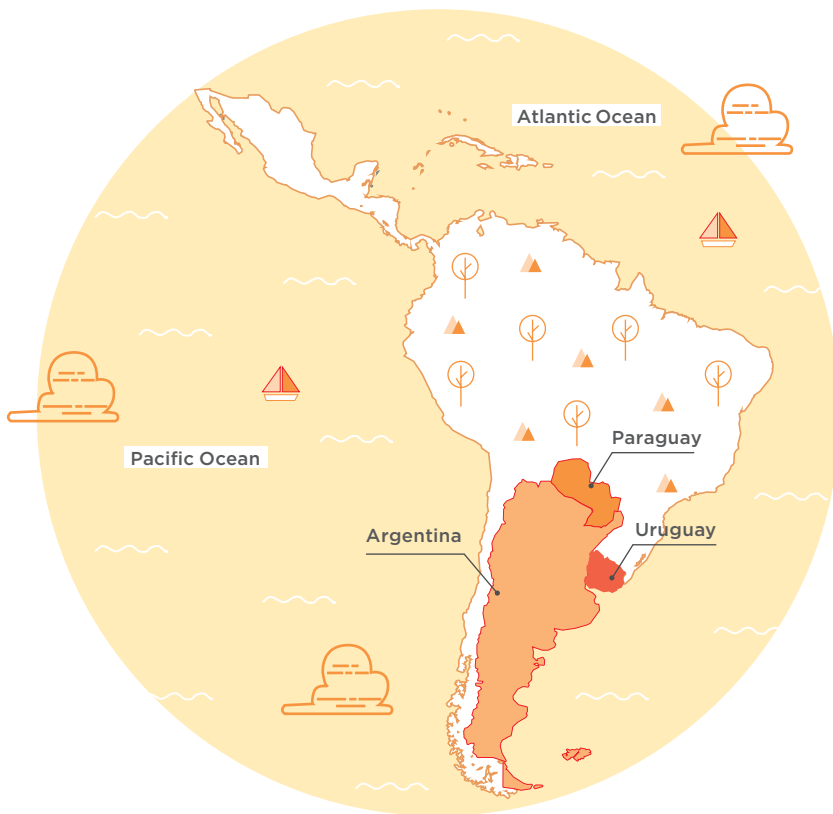 Atlantic Ocean
Pacific Ocean
Paraguay
Argentina
Uruguay